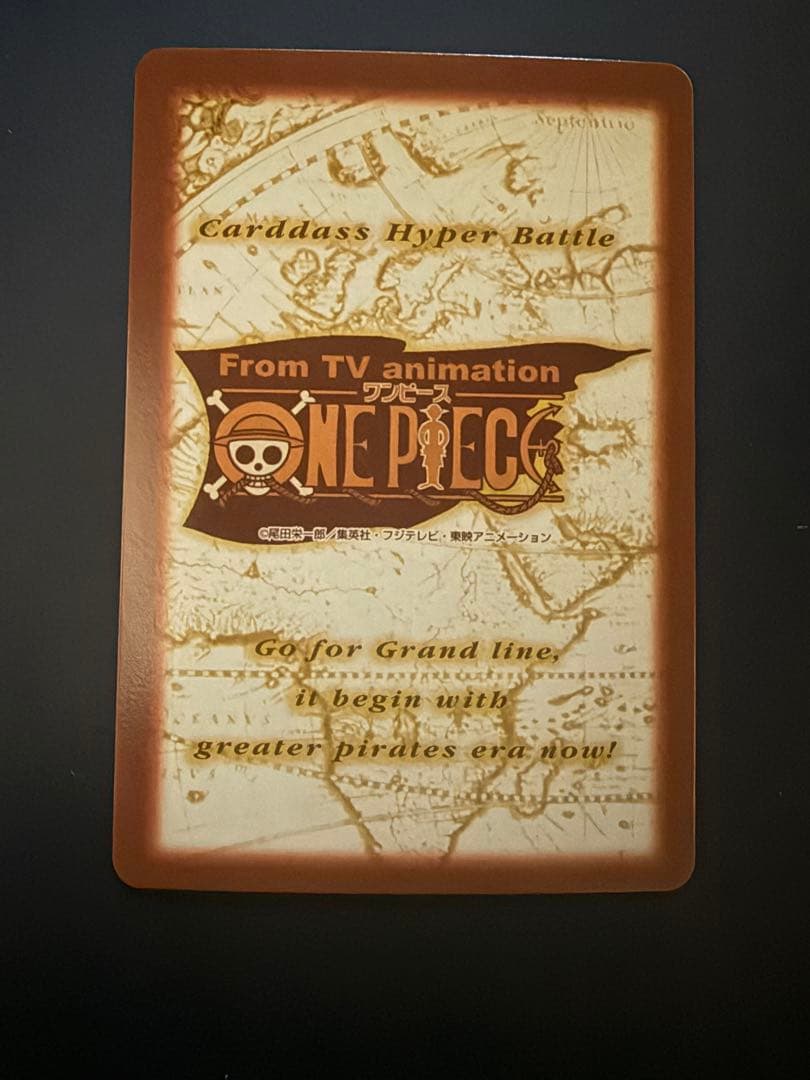 Septentrio
Carddass Hyper Battle
From TV animation
ワンピース
ONE PIECE
©尾田栄一郎／集英社・フジテレビ・東映アニメーション
Go for Grand line,
it begin with
greater pirates era now!